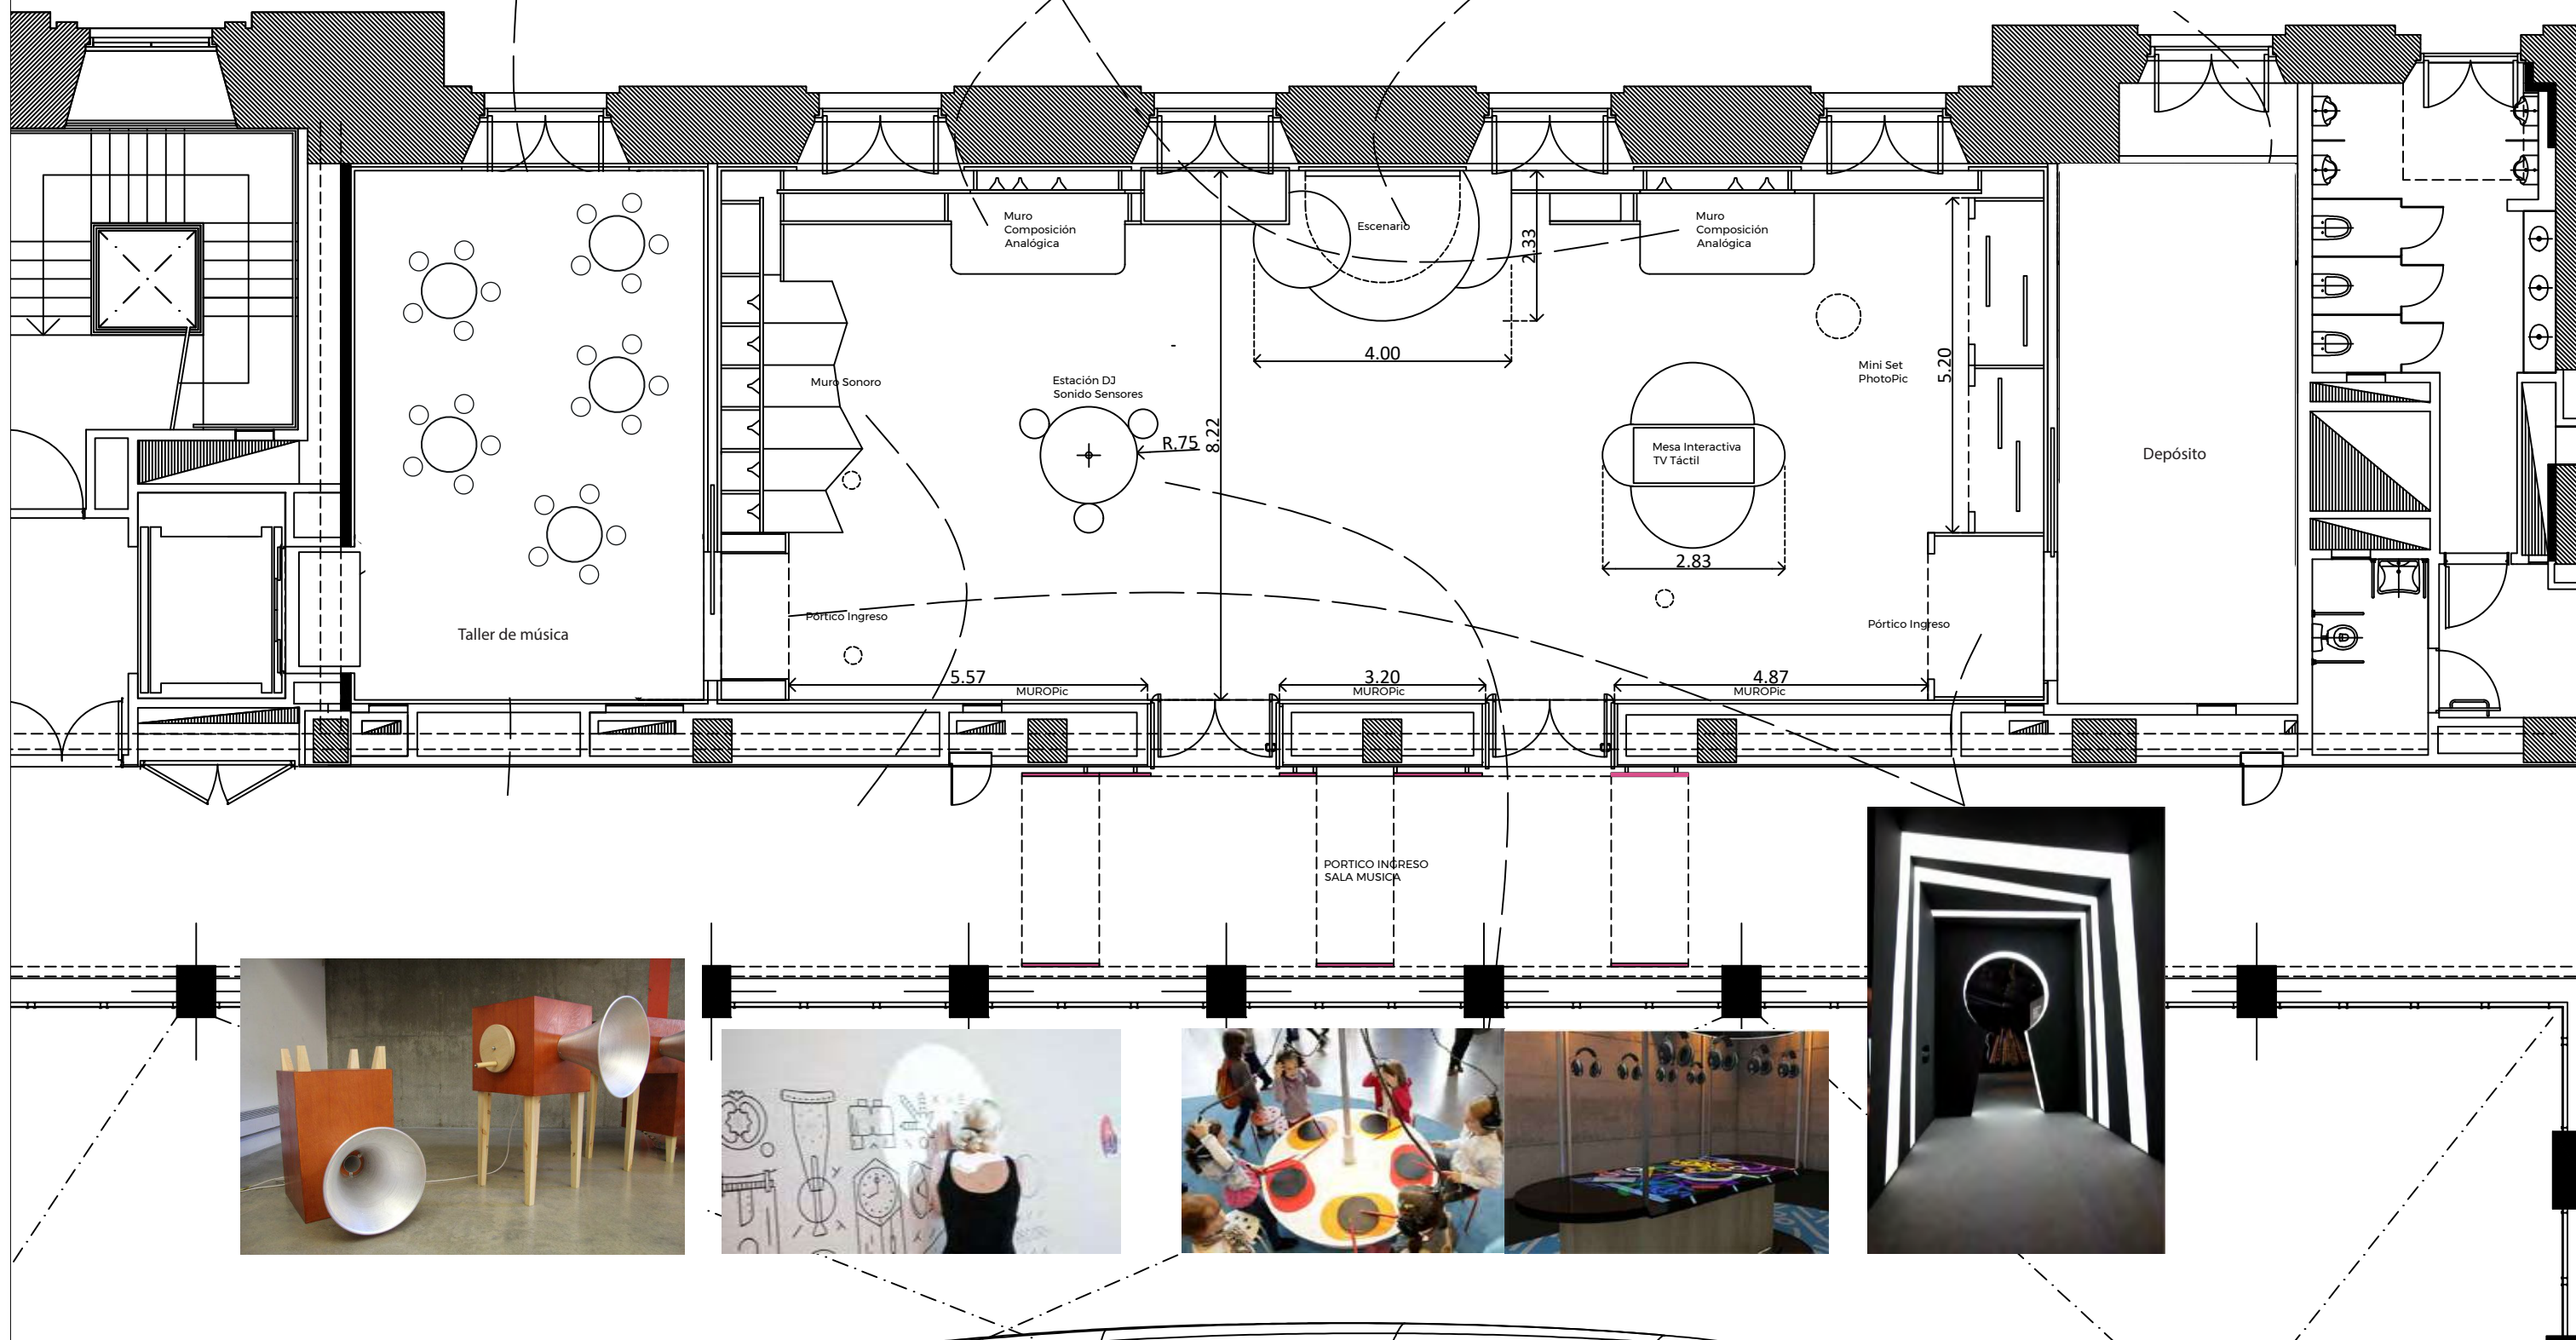 Muro
Composición
Analógica
Escenario
2.33
Muro
Composición
Analógica
4.00
Muro Sonoro
Estación DJ
Sonido Sensores
R.75
8.22
Mini Set
PhotoPic
5.20
Mesa Interactiva
TV Táctil
Depósito
2.83
Taller de música
Pórtico Ingreso
Pórtico Ingreso
5.57
MUROPic
3.20
MUROPic
4.87
MUROPic
PORTICO INGRESO
SALA MUSICA